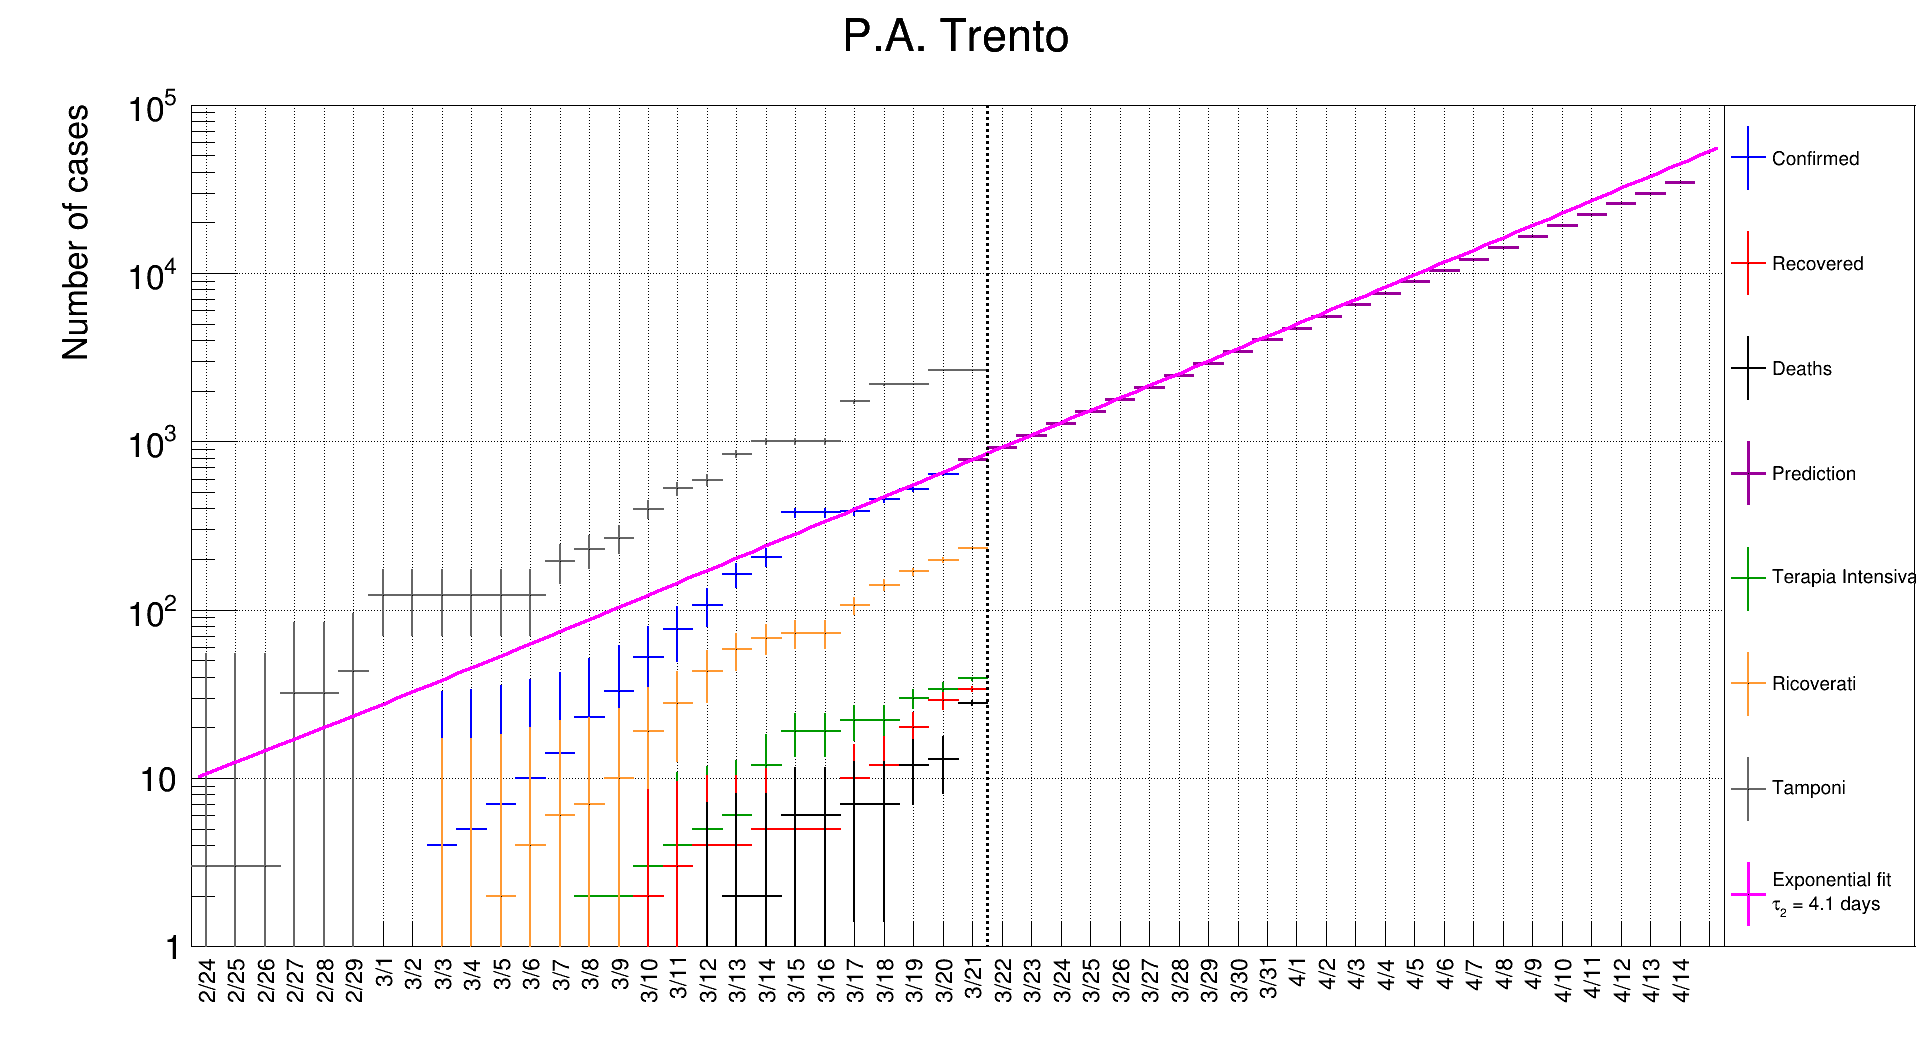 P.A. Trento
Number of cases
10^5
10^4
10^3
10^2
10
1
2/24 2/25 2/26 2/27 2/28 2/29 3/1 3/2 3/3 3/4 3/5 3/6 3/7 3/8 3/9 3/10 3/11 3/12 3/13 3/14 3/15 3/16 3/17 3/18 3/19 3/20 3/21 3/22 3/23 3/24 3/25 3/26 3/27 3/28 3/29 3/30 3/31 4/1 4/2 4/3 4/4 4/5 4/6 4/7 4/8 4/9 4/10 4/11 4/12 4/13 4/14
Confirmed
Recovered
Deaths
Prediction
Terapia Intensiva
Ricoverati
Tamponi
Exponential fit
τ₂ = 4.1 days